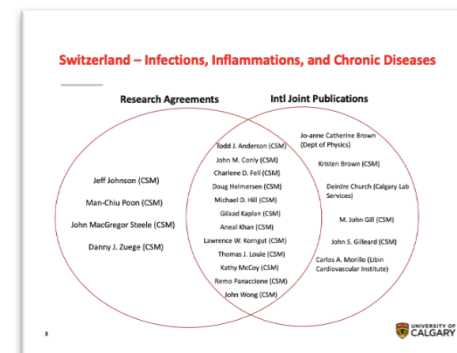 Switzerland – Infections, Inflammations, and Chronic Diseases
Research Agreements
Intl Joint Publications
Jeff Johnson (CSM)
Man-Chiu Poon (CSM)
John MacGregor Steele (CSM)
Danny J. Zuege (CSM)
Todd J. Anderson (CSM)
John M. Conly (CSM)
Charlene D. Fell (CSM)
Doug Helmersen (CSM)
Michael D. Hill (CSM)
Gilaad Kaplan (CSM)
Aneal Khan (CSM)
Lawrence W. Korngut (CSM)
Thomas J. Louie (CSM)
Kathy McCoy (CSM)
Remo Panaccione (CSM)
John Wong (CSM)
Jo-anne Catherine Brown
(Dept of Physics)
Kristen Brown (CSM)
Deirdre Church (Calgary Lab
Services)
M. John Gill (CSM)
John S. Gilleard (CSM)
Carlos A. Morillo (Libin
Cardiovascular Institute)
3
UNIVERSITY OF
CALGARY